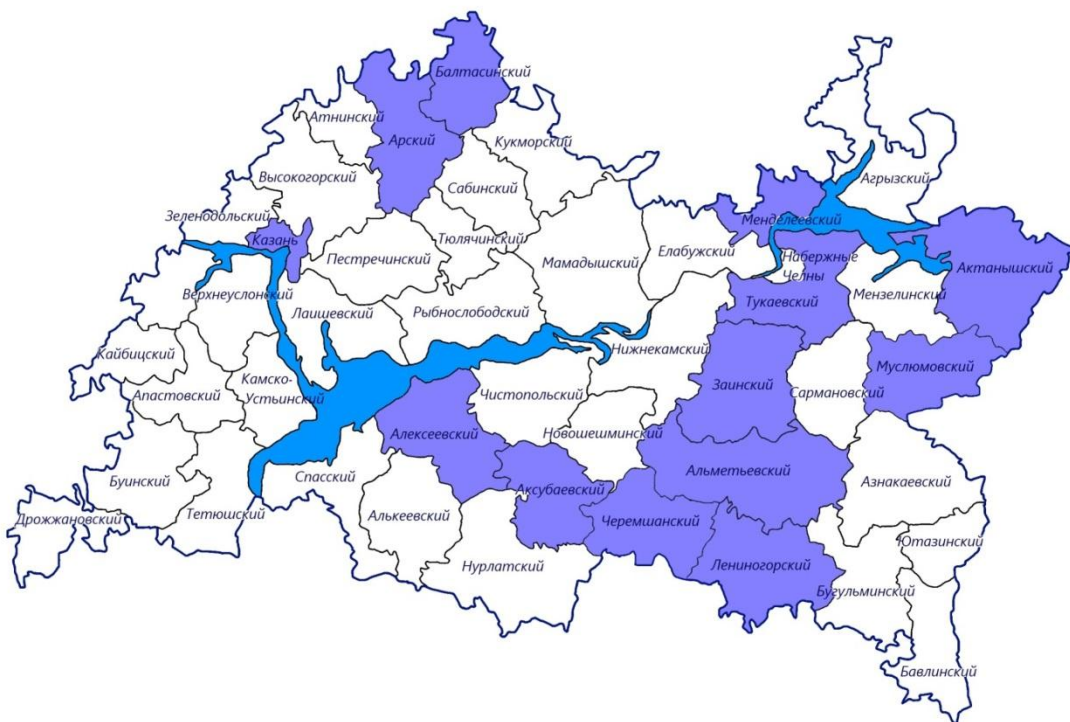 Балтасинский
Атнинский
Арский
Кукморский
Высокогорский
Сабинский
Агрызский
Зеленодольский
Казань
Тюлячинский
Менделеевский
Пестречинский
Мамадышский
Елабужский
Набержные
Челны
Актанышский
Верхнеуслонский
Лаишевский
Рыбнослободский
Тукаевский
Мензелинский
Кайбицкий
Нижнекамский
Муслюмовский
Апастовский
Камско-
Устьинский
Чистопольский
Заинский
Сармановский
Алексеевский
Новошешминский
Буинский
Спасский
Альметьевский
Азнакаевский
Аксубаевский
Дрожжановский
Тетюшский
Алькеевский
Черемшанский
Ютазинский
Нурлатский
Лениногорский
Бугульминский
Бавлинский